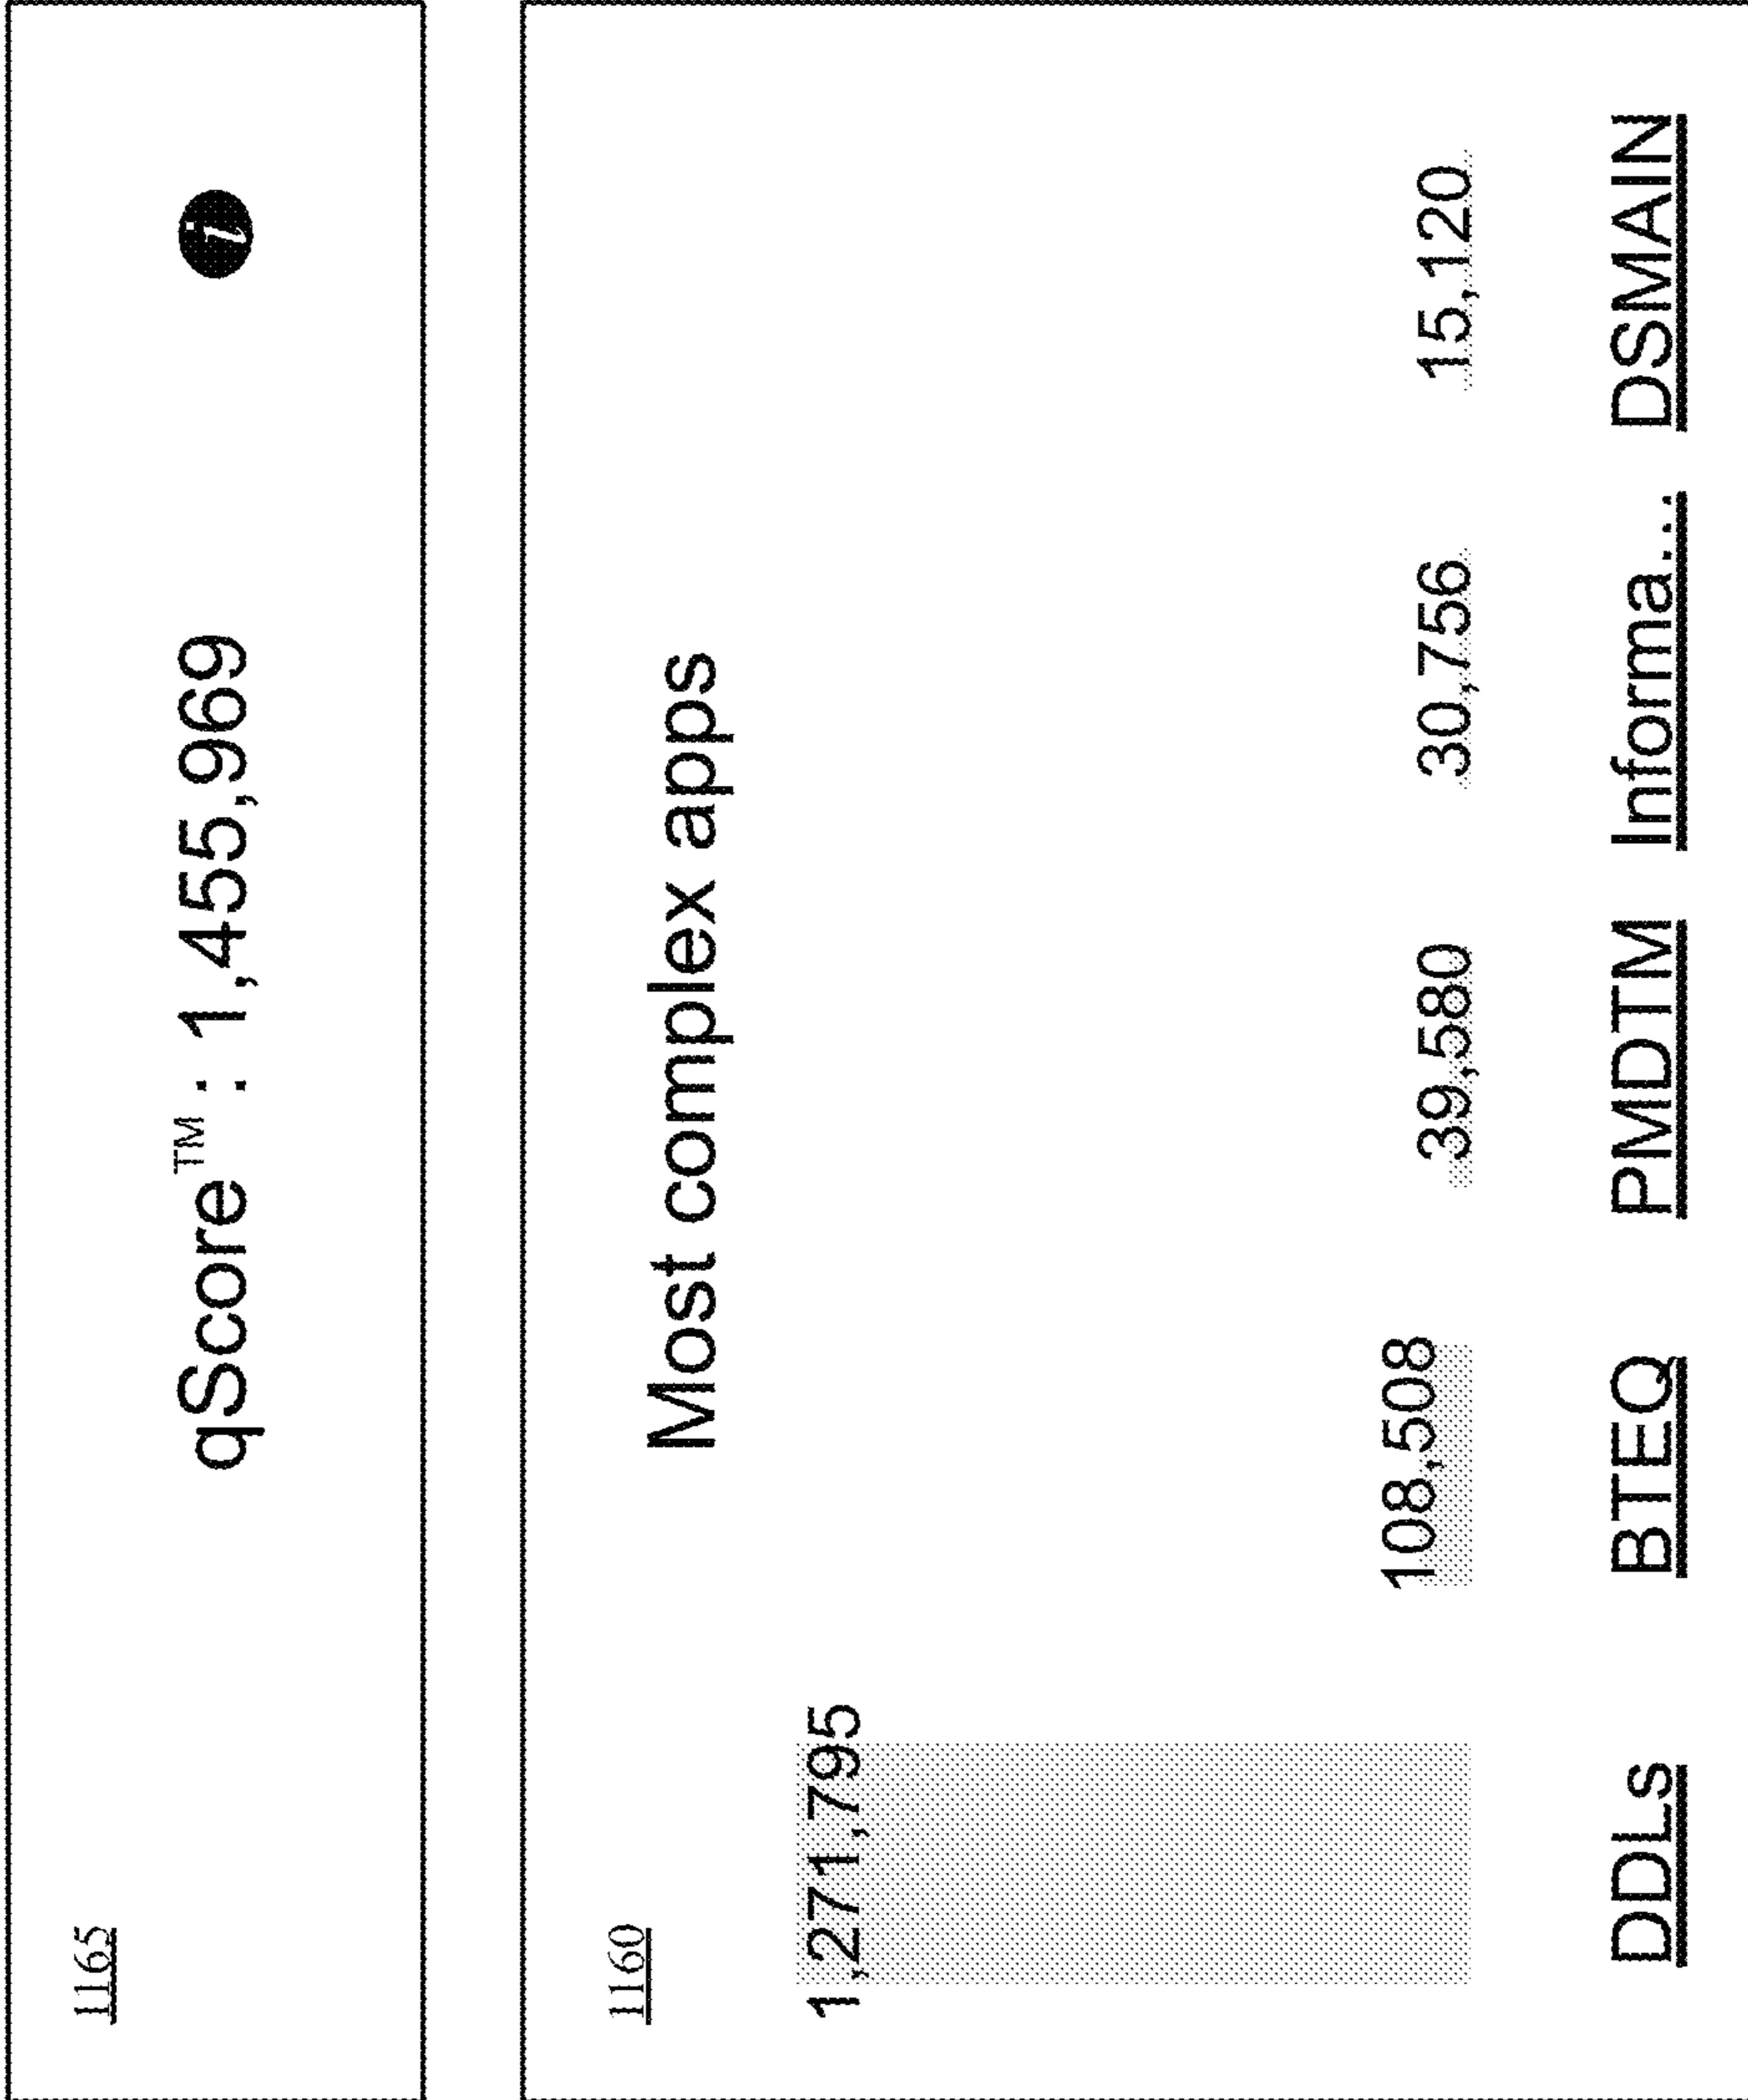 1165
qScore™: 1,455,969
i
1160
Most complex apps
1,271,795
108,508
39,580
30,756
15,120
DDLs BTEQ PMDTM Informa... DSMAIN